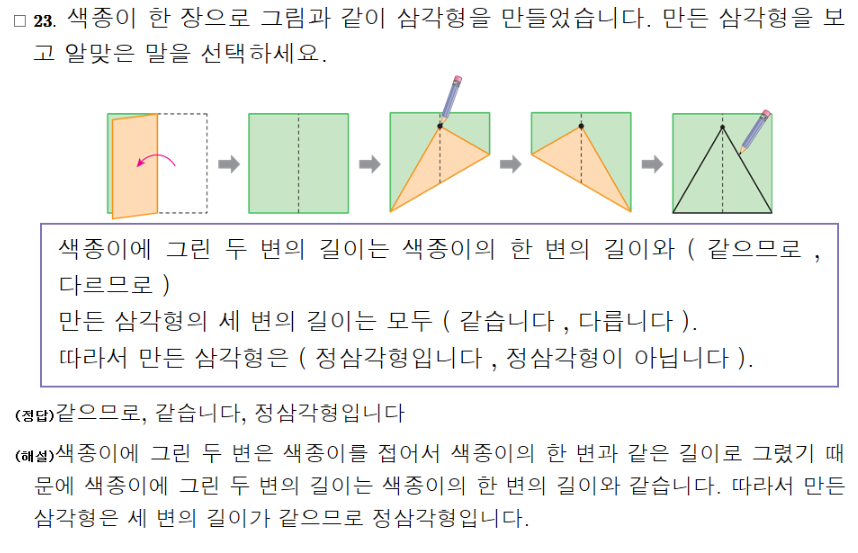 □ 23. 색종이 한 장으로 그림과 같이 삼각형을 만들었습니다. 만든 삼각형을 보
고 알맞은 말을 선택하세요.
색종이에 그린 두 변의 길이는 색종이의 한 변의 길이와 ( 같으므로 ,
다르므로 )
만든 삼각형의 세 변의 길이는 모두 ( 같습니다 , 다릅니다 ).
따라서 만든 삼각형은 ( 정삼각형입니다 , 정삼각형이 아닙니다 ).
(정답)같으므로, 같습니다, 정삼각형입니다
(해설)색종이에 그린 두 변은 색종이를 접어서 색종이의 한 변과 같은 길이로 그렸기 때
문에 색종이에 그린 두 변의 길이는 색종이의 한 변의 길이와 같습니다. 따라서 만든
삼각형은 세 변의 길이가 같으므로 정삼각형입니다.